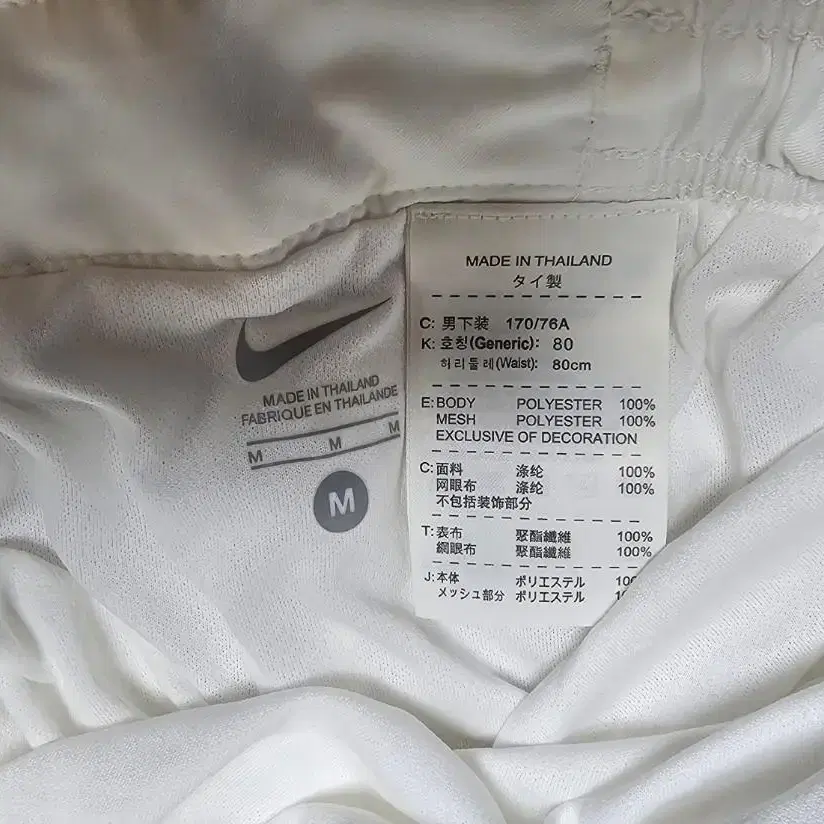 MADE IN THAILAND
FABRIQUE EN THAILANDE
M M M
M
MADE IN THAILAND
タイ製
C: 男下装 170/76A
K: 호칭(Generic): 80
허리둘레(Waist): 80cm
E: BODY POLYESTER 100%
MESH POLYESTER 100%
EXCLUSIVE OF DECORATION
C: 面料 涤纶 100%
网眼布 涤纶 100%
不包括装饰部分
T: 表布 聚酯纖維 100%
網眼布 聚酯纖維 100%
J: 本体 ポリエステル
メッシュ部分 ポリエステル